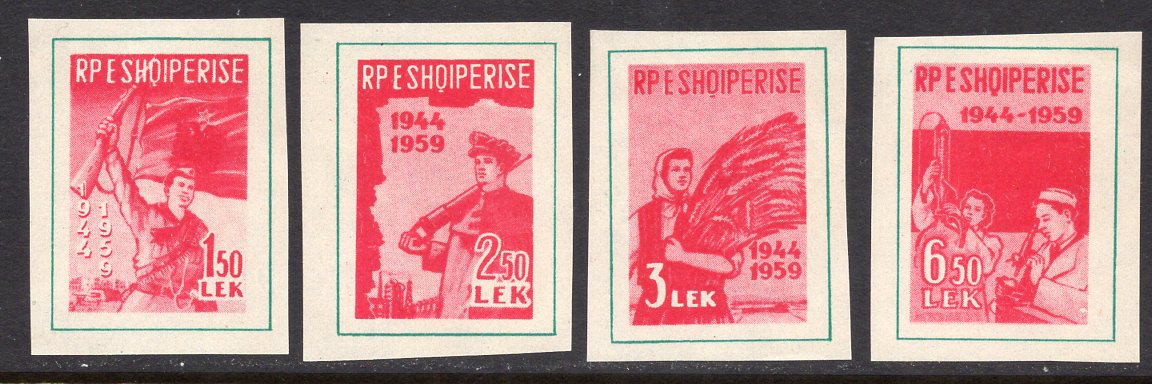 RP E SHQIPERISE
1944
1959
1 50
LEK
RP E SHQIPERISE
1944
1959
2 50
LEK
RP E SHQIPERISE
1944
1959
3 LEK
RP E SHQIPERISE
1944-1959
6 50
LEK